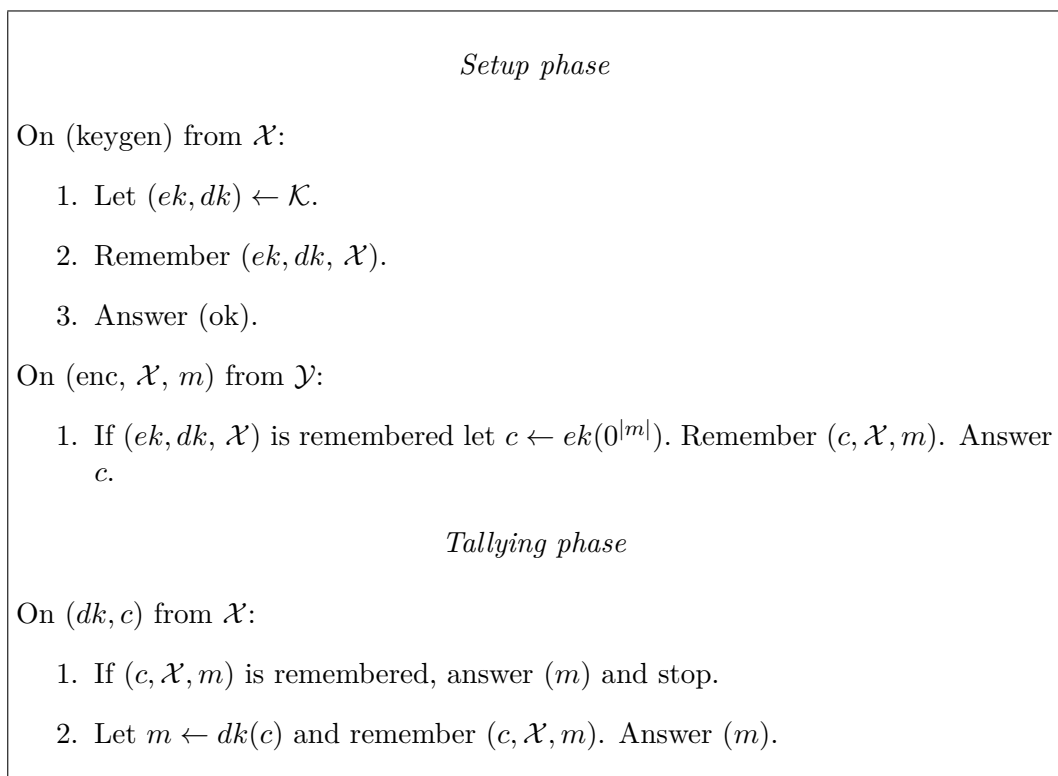 Setup phase
On (keygen) from 𝒳:
1. Let (ek, dk) ← 𝒦.
2. Remember (ek, dk, 𝒳).
3. Answer (ok).
On (enc, 𝒳, m) from 𝒴:
1. If (ek, dk, 𝒳) is remembered let c ← ek(0^{|m|}). Remember (c, 𝒳, m). Answer
c.
Tallying phase
On (dk, c) from 𝒳:
1. If (c, 𝒳, m) is remembered, answer (m) and stop.
2. Let m ← dk(c) and remember (c, 𝒳, m). Answer (m).